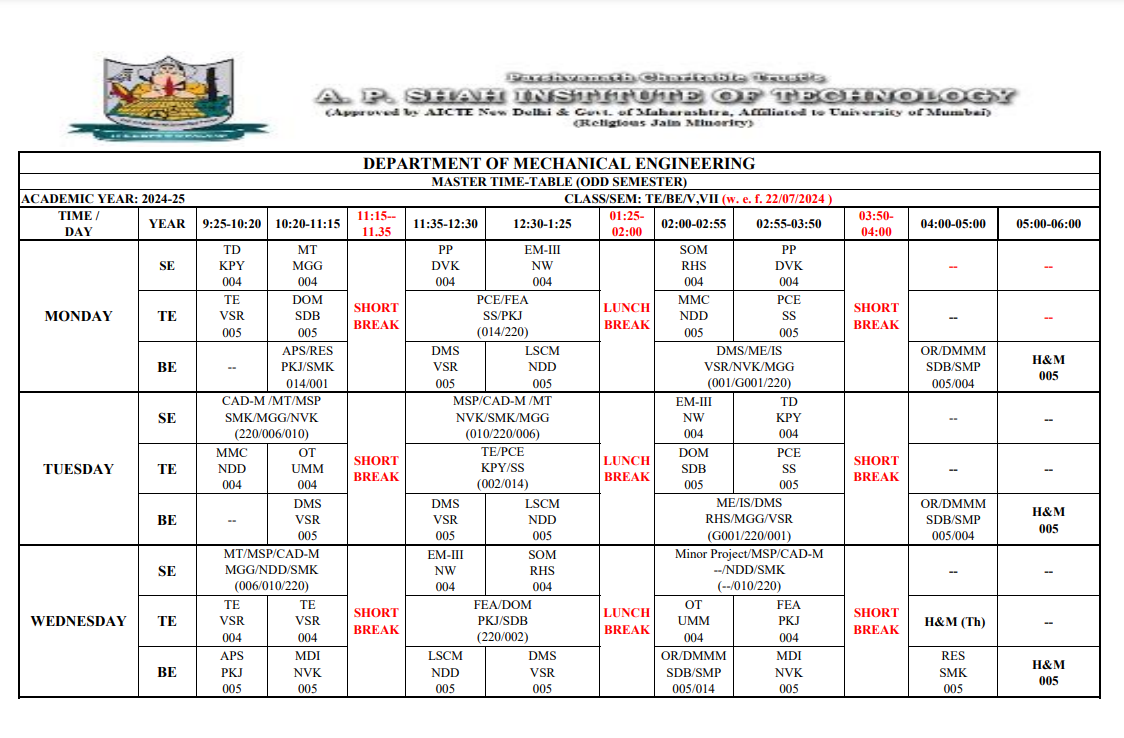 Parshvanath Charitable Trust's
A. P. SHAH INSTITUTE OF TECHNOLOGY
(Approved by AICTE New Delhi & Govt. of Maharashtra, Affiliated to University of Mumbai)
(Religious Jain Minority)
DEPARTMENT OF MECHANICAL ENGINEERING
MASTER TIME-TABLE (ODD SEMESTER)
ACADEMIC YEAR: 2024-25 CLASS/SEM: TE/BE/V,VII (w. e. f. 22/07/2024 )
TIME / DAY YEAR 9:25-10:20 10:20-11:15 11:15--11.35 11:35-12:30 12:30-1:25 01:25-02:00 02:00-02:55 02:55-03:50 03:50-04:00 04:00-05:00 05:00-06:00
MONDAY
SHORT BREAK
LUNCH BREAK
SHORT BREAK
SE
TD KPY 004
MT MGG 004
PP DVK 004
EM-III NW 004
SOM RHS 004
PP DVK 004
--
--
TE
TE VSR 005
DOM SDB 005
PCE/FEA SS/PKJ (014/220)
MMC NDD 005
PCE SS 005
--
--
BE
--
APS/RES PKJ/SMK 014/001
DMS VSR 005
LSCM NDD 005
DMS/ME/IS VSR/NVK/MGG (001/G001/220)
OR/DMMM SDB/SMP 005/004
H&M 005
TUESDAY
SHORT BREAK
LUNCH BREAK
SHORT BREAK
SE
CAD-M /MT/MSP SMK/MGG/NVK (220/006/010)
MSP/CAD-M /MT NVK/SMK/MGG (010/220/006)
EM-III NW 004
TD KPY 004
--
--
TE
MMC NDD 004
OT UMM 004
TE/PCE KPY/SS (002/014)
DOM SDB 005
PCE SS 005
--
--
BE
--
DMS VSR 005
DMS VSR 005
LSCM NDD 005
ME/IS/DMS RHS/MGG/VSR (G001/220/001)
OR/DMMM SDB/SMP 005/004
H&M 005
WEDNESDAY
SHORT BREAK
LUNCH BREAK
SHORT BREAK
SE
MT/MSP/CAD-M MGG/NDD/SMK (006/010/220)
EM-III NW 004
SOM RHS 004
Minor Project/MSP/CAD-M --/NDD/SMK (--/010/220)
--
--
TE
TE VSR 004
TE VSR 004
FEA/DOM PKJ/SDB (220/002)
OT UMM 004
FEA PKJ 004
H&M (Th)
--
BE
APS PKJ 005
MDI NVK 005
LSCM NDD 005
DMS VSR 005
OR/DMMM SDB/SMP 005/014
MDI NVK 005
RES SMK 005
H&M 005